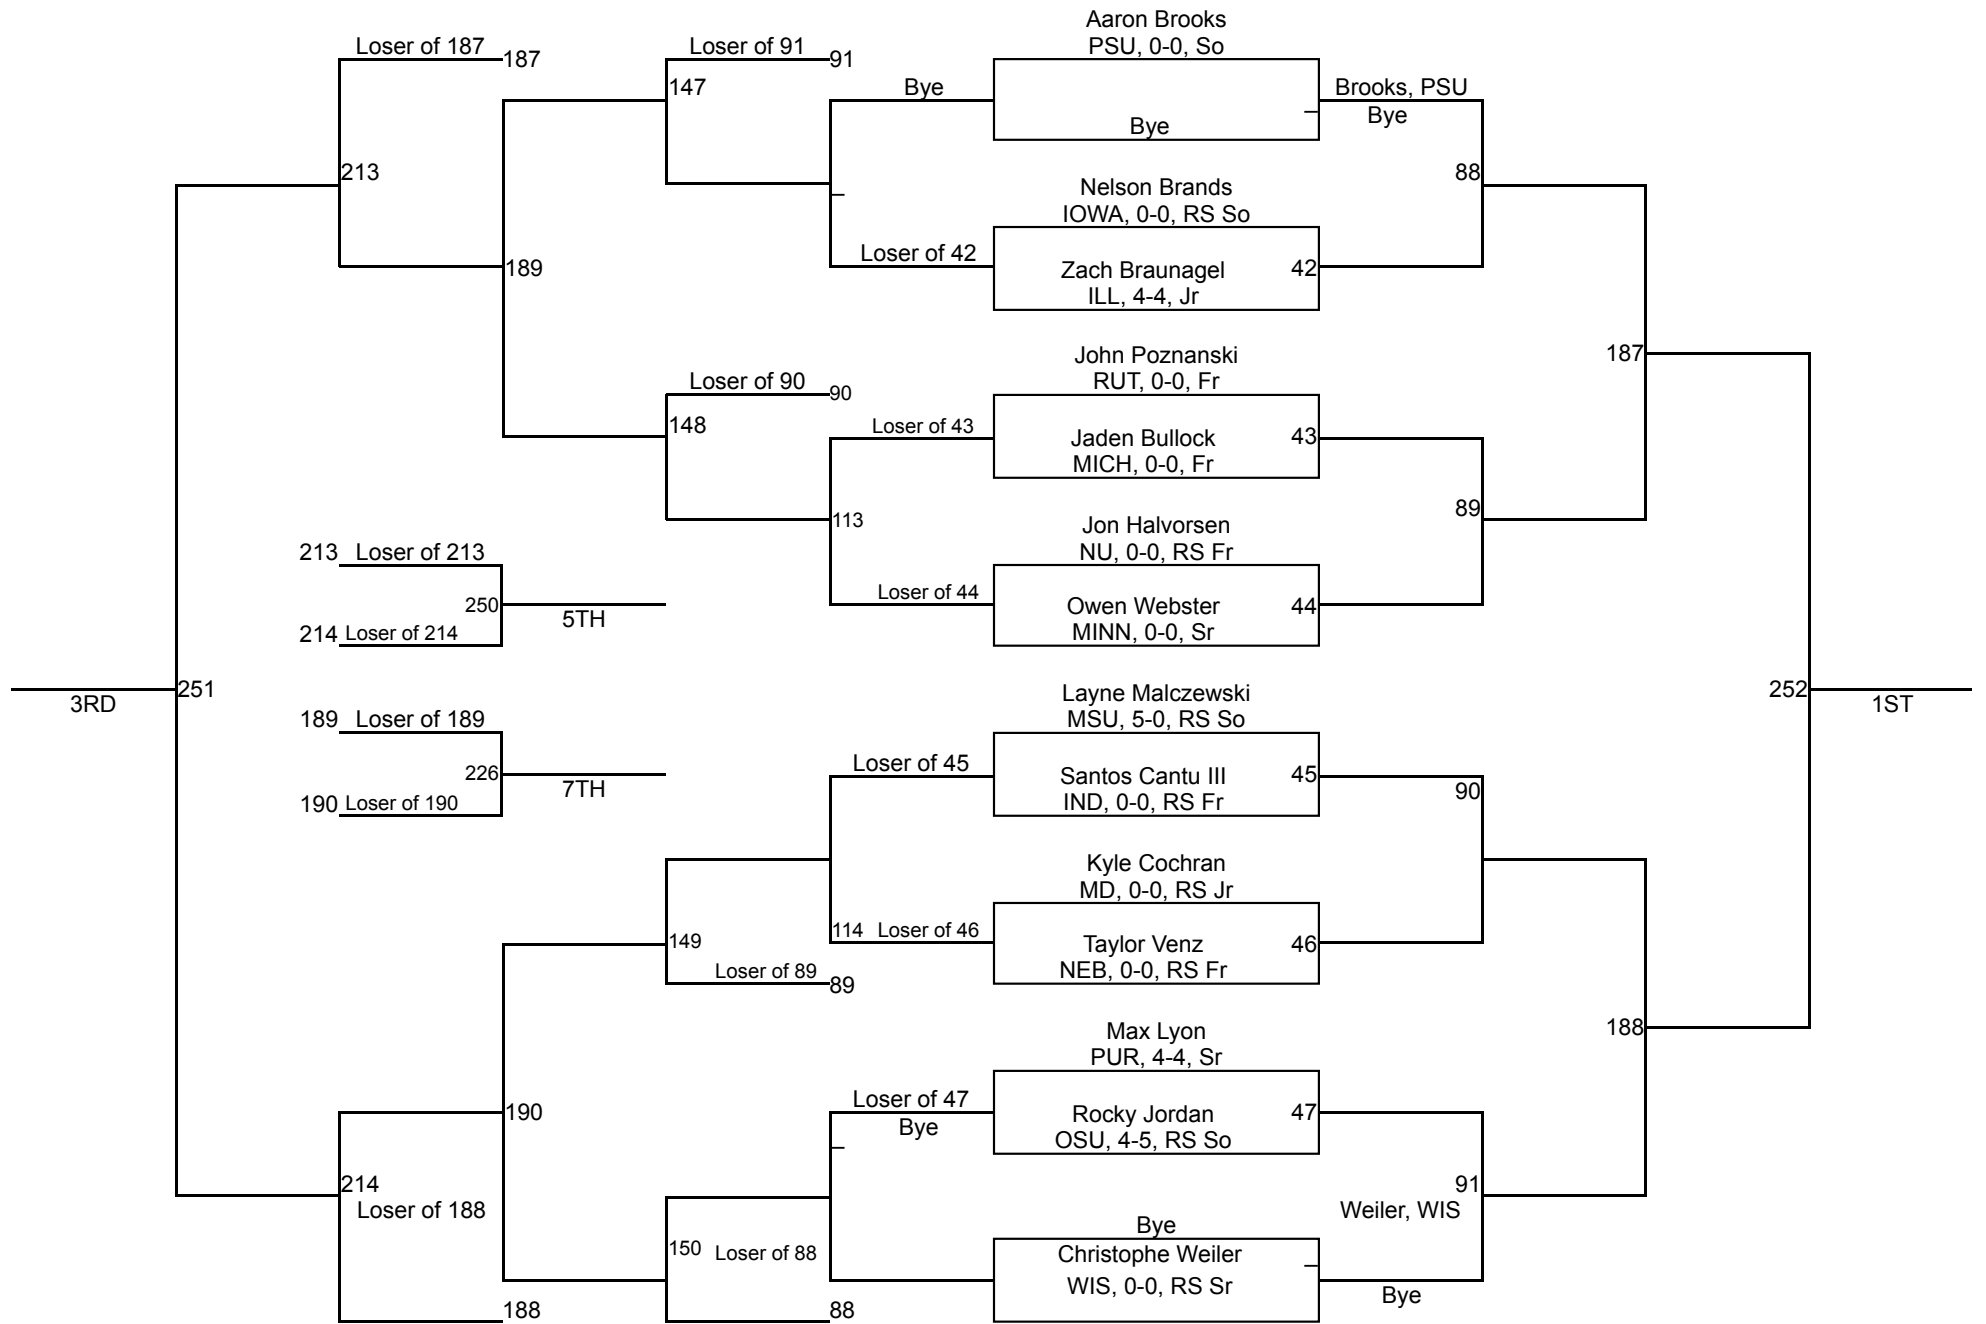 Aaron Brooks
Loser of 187
187
Loser of 91
91
PSU, 0-0, So
147
Bye
Brooks, PSU
Bye
Bye
213
88
Nelson Brands
IOWA, 0-0, RS So
Loser of 42
189
Zach Braunagel
42
ILL, 4-4, Jr
John Poznanski
187
Loser of 90
90
RUT, 0-0, Fr
148
Loser of 43
Jaden Bullock
43
MICH, 0-0, Fr
113
89
Jon Halvorsen
213
Loser of 213
NU, 0-0, RS Fr
250
5TH
Loser of 44
Owen Webster
44
214
Loser of 214
MINN, 0-0, Sr
3RD
251
Layne Malczewski
252
1ST
189
Loser of 189
MSU, 5-0, RS So
226
7TH
Loser of 45
Santos Cantu III
45
90
190
Loser of 190
IND, 0-0, RS Fr
Kyle Cochran
MD, 0-0, RS Jr
149
114
Loser of 46
Taylor Venz
46
Loser of 89
89
NEB, 0-0, RS Fr
Max Lyon
188
PUR, 4-4, Sr
190
Loser of 47
Rocky Jordan
47
Bye
OSU, 4-5, RS So
214
91
Loser of 188
Weiler, WIS
Bye
150
Loser of 88
Christophe Weiler
WIS, 0-0, RS Sr
Bye
188
88